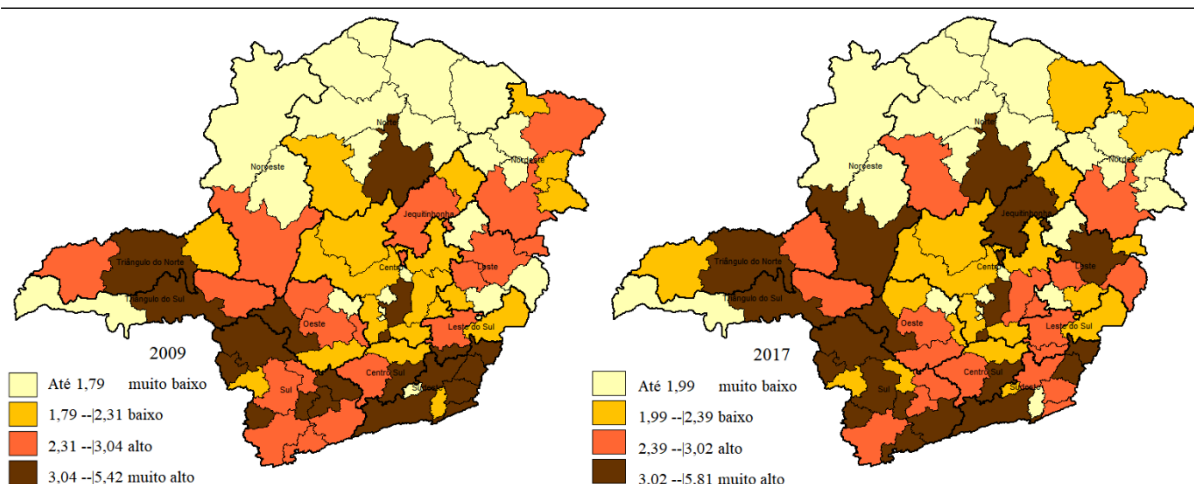 Norte
Noroeste
Nordeste
Jequitinhonha
Triângulo do Norte
Centro
Leste
Triângulo do Sul
Oeste
Leste do Sul
Centro Sul
Sul
Sudeste
2009
Até 1,79 muito baixo
1,79 --|2,31 baixo
2,31 --|3,04 alto
3,04 --|5,42 muito alto
Norte
Noroeste
Nordeste
Jequitinhonha
Triângulo do Norte
Centro
Leste
Triângulo do Sul
Oeste
Leste do Sul
Centro Sul
Sul
Sudeste
2017
Até 1,99 muito baixo
1,99 --|2,39 baixo
2,39 --|3,02 alto
3,02 --|5,81 muito alto